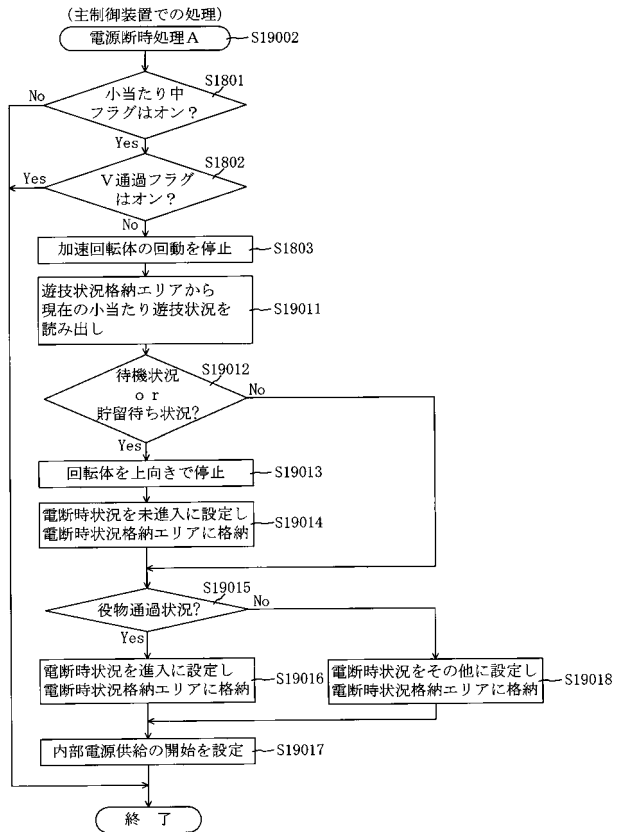 (主制御装置での処理)
電源断時処理A
S19002
S1801
小当たり中
フラグはオン?
No
Yes
S1802
V通過フラグ
はオン?
Yes
No
加速回転体の回動を停止
S1803
遊技状況格納エリアから
現在の小当たり遊技状況を
読み出し
S19011
S19012
待機状況
or
貯留待ち状況?
No
Yes
回転体を上向きで停止
S19013
電断時状況を未進入に設定し
電断時状況格納エリアに格納
S19014
S19015
役物通過状況?
No
Yes
電断時状況を進入に設定し
電断時状況格納エリアに格納
S19016
電断時状況をその他に設定し
電断時状況格納エリアに格納
S19018
内部電源供給の開始を設定
S19017
終 了